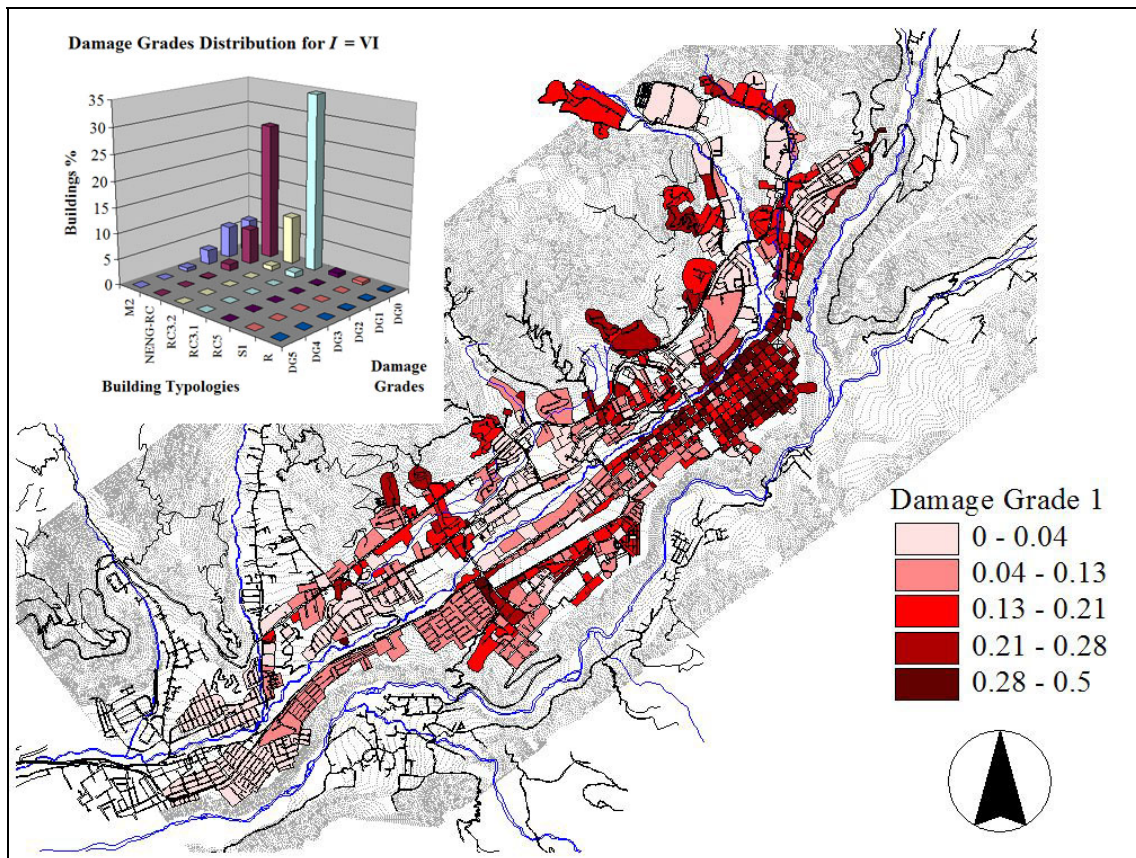 Damage Grades Distribution for I = VI
35
30
25
20
15
10
5
0
Buildings %
M2
NENG-RC
RC3.2
RC3.1
RC5
S1
R
DG5
DG4
DG3
DG2
DG1
DG0
Building Typologies
Damage
Grades
Damage Grade 1
0 - 0.04
0.04 - 0.13
0.13 - 0.21
0.21 - 0.28
0.28 - 0.5